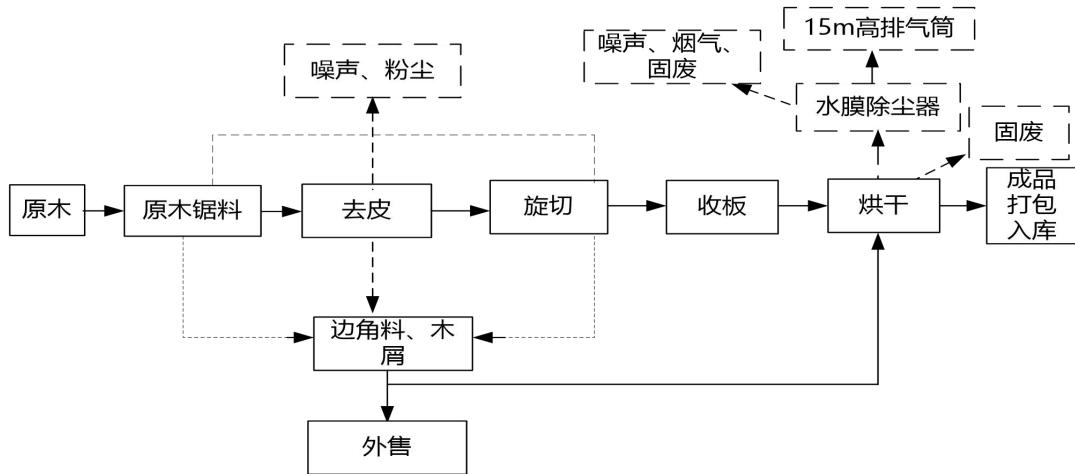 15m高排气筒
噪声、粉尘
噪声、烟气、
固废
水膜除尘器
固废
原木
原木锯料
去皮
旋切
收板
烘干
成品
打包
入库
边角料、木
屑
外售